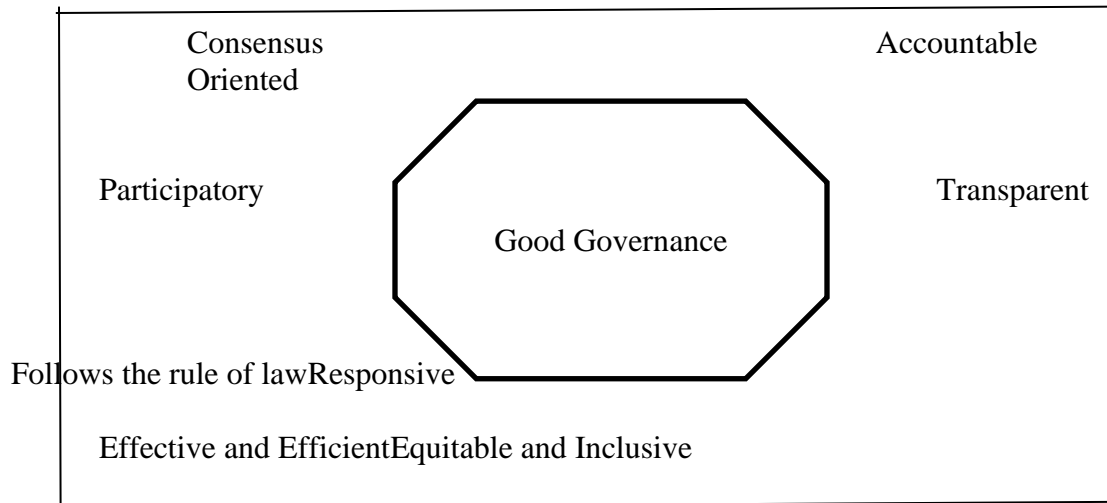 Consensus
Oriented
Accountable
Participatory
Transparent
Good Governance
Follows the rule of lawResponsive
Effective and EfficientEquitable and Inclusive